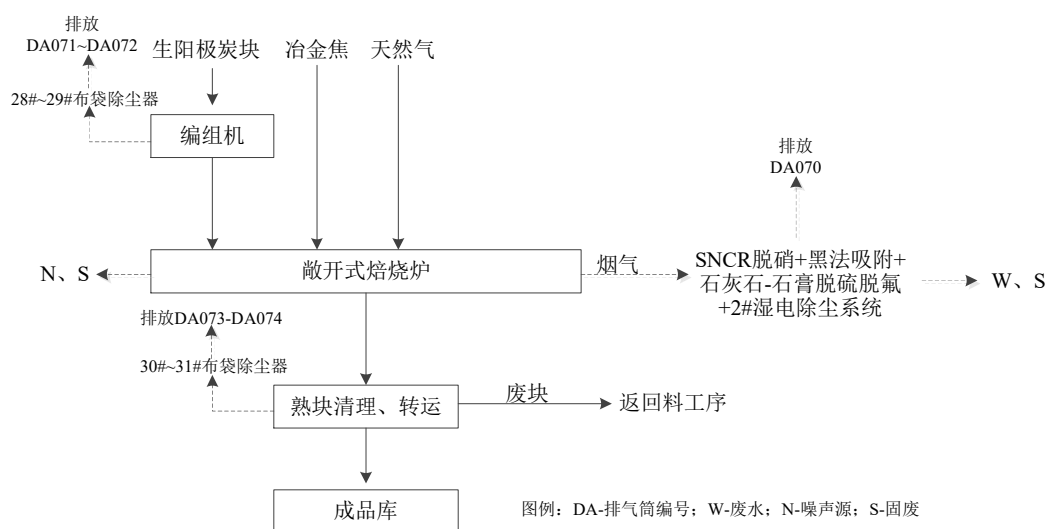 排放
DA071~DA072
生阳极炭块
冶金焦
天然气
28#~29#布袋除尘器
编组机
排放
DA070
N、S
敞开式焙烧炉
烟气
SNCR脱硝+黑法吸附+
石灰石-石膏脱硫脱氟
+2#湿电除尘系统
W、S
排放DA073-DA074
30#~31#布袋除尘器
熟块清理、转运
废块
返回料工序
成品库
图例：DA-排气筒编号；W-废水；N-噪声源；S-固废